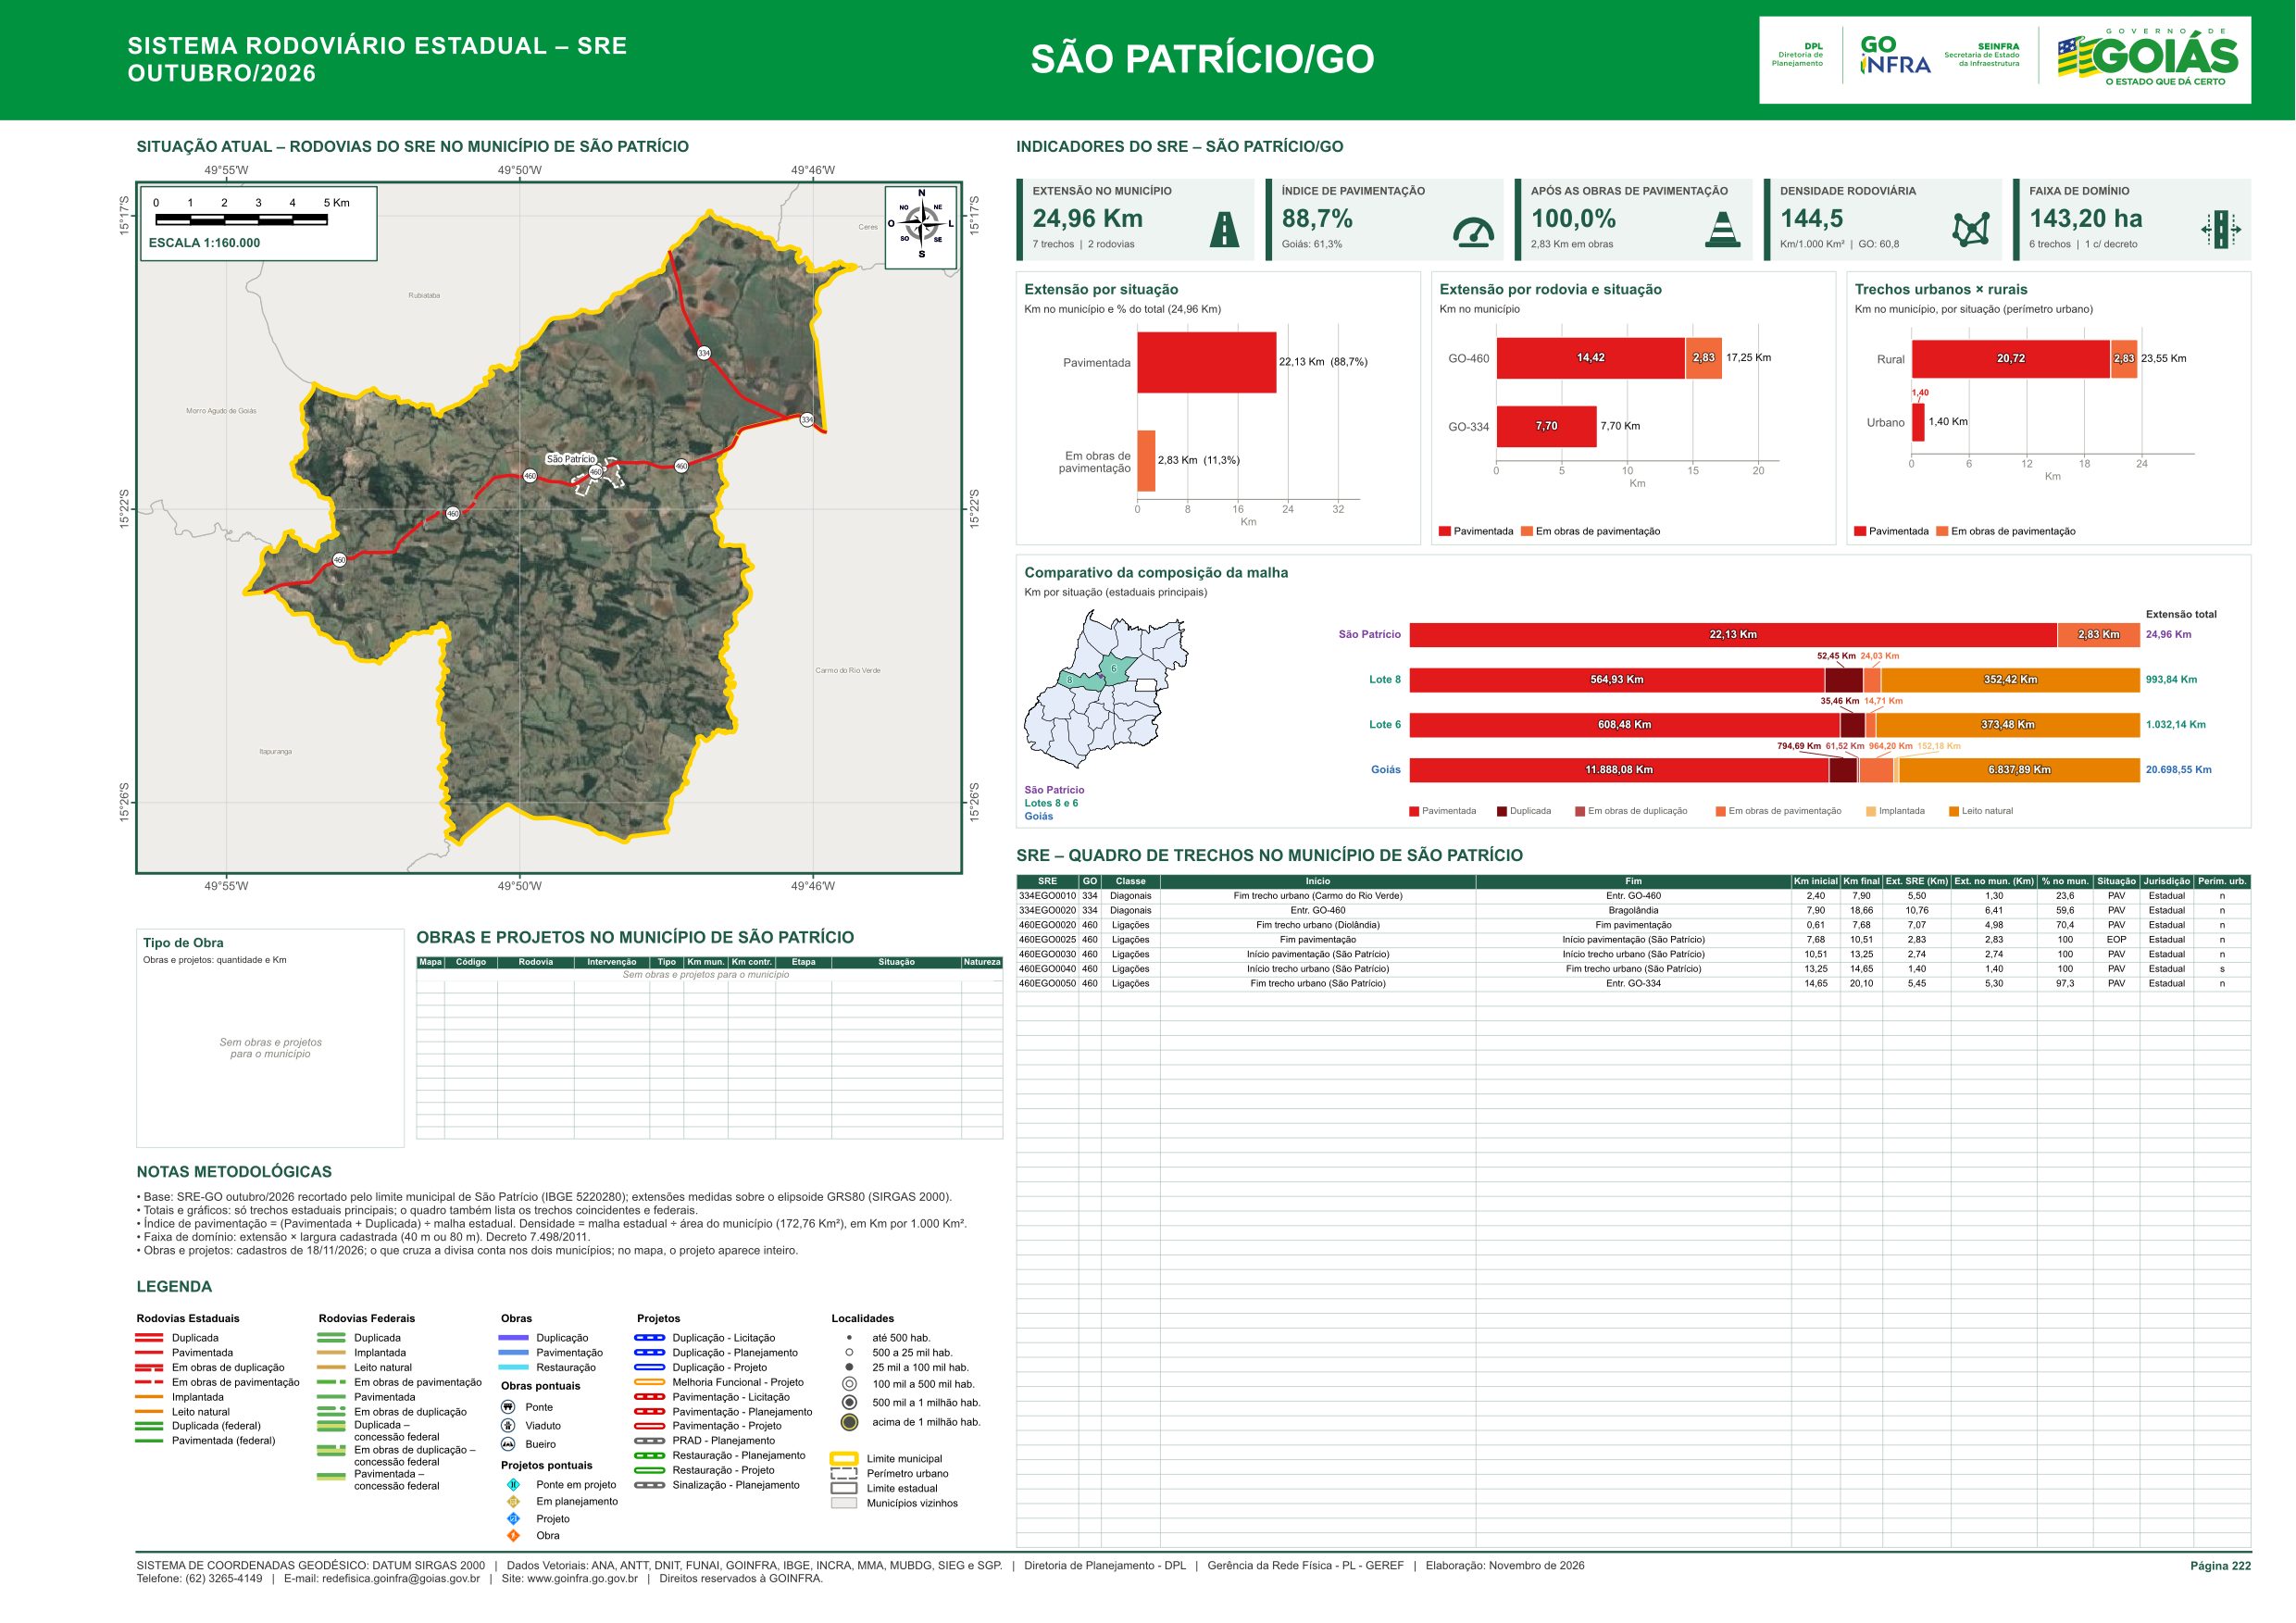 SISTEMA RODOVIÁRIO ESTADUAL – SRE
OUTUBRO/2026
SÃO PATRÍCIO/GO
DPL
Diretoria de
Planejamento
GO
iNFRA
SEINFRA
Secretaria de Estado
da Infraestrutura
GOVERNO DE
GOIÁS
O ESTADO QUE DÁ CERTO
SITUAÇÃO ATUAL – RODOVIAS DO SRE NO MUNICÍPIO DE SÃO PATRÍCIO
49°55'W 49°50'W 49°46'W
15°17'S 15°17'S
15°22'S 15°22'S
15°26'S 15°26'S
0 1 2 3 4 5 Km
ESCALA 1:160.000
N
NO NE
O L
SO SE
S
Ceres
Rubiataba
Morro Agudo de Goiás
334
334
São Patrício
460
460
460
460
460
Carmo do Rio Verde
Itapuranga
49°55'W 49°50'W 49°46'W
INDICADORES DO SRE – SÃO PATRÍCIO/GO
EXTENSÃO NO MUNICÍPIO
24,96 Km
7 trechos | 2 rodovias
ÍNDICE DE PAVIMENTAÇÃO
88,7%
Goiás: 61,3%
APÓS AS OBRAS DE PAVIMENTAÇÃO
100,0%
2,83 Km em obras
DENSIDADE RODOVIÁRIA
144,5
Km/1.000 Km² | GO: 60,8
FAIXA DE DOMÍNIO
143,20 ha
6 trechos | 1 c/ decreto
Extensão por situação
Km no município e % do total (24,96 Km)
Pavimentada
22,13 Km (88,7%)
Em obras de
pavimentação
2,83 Km (11,3%)
0 8 16 24 32
Km
Extensão por rodovia e situação
Km no município
GO-460 14,42 2,83 17,25 Km
GO-334 7,70 7,70 Km
0 5 10 15 20
Km
Pavimentada Em obras de pavimentação
Trechos urbanos × rurais
Km no município, por situação (perímetro urbano)
Rural 20,72 2,83 23,55 Km
1,40
Urbano 1,40 Km
0 6 12 18 24
Km
Pavimentada Em obras de pavimentação
Comparativo da composição da malha
Km por situação (estaduais principais)
6
8
São Patrício
Lotes 8 e 6
Goiás
Extensão total
São Patrício 22,13 Km 2,83 Km 24,96 Km
52,45 Km 24,03 Km
Lote 8 564,93 Km 352,42 Km 993,84 Km
35,46 Km 14,71 Km
Lote 6 608,48 Km 373,48 Km 1.032,14 Km
794,69 Km 61,52 Km 964,20 Km 152,18 Km
Goiás 11.888,08 Km 6.837,89 Km 20.698,55 Km
Pavimentada Duplicada Em obras de duplicação Em obras de pavimentação Implantada Leito natural
SRE – QUADRO DE TRECHOS NO MUNICÍPIO DE SÃO PATRÍCIO
SRE GO Classe Início Fim Km inicial Km final Ext. SRE (Km) Ext. no mun. (Km) % no mun. Situação Jurisdição Perím. urb.
334EGO0010 334 Diagonais Fim trecho urbano (Carmo do Rio Verde) Entr. GO-460 2,40 7,90 5,50 1,30 23,6 PAV Estadual n
334EGO0020 334 Diagonais Entr. GO-460 Bragolândia 7,90 18,66 10,76 6,41 59,6 PAV Estadual n
460EGO0020 460 Ligações Fim trecho urbano (Diolândia) Fim pavimentação 0,61 7,68 7,07 4,98 70,4 PAV Estadual n
460EGO0025 460 Ligações Fim pavimentação Início pavimentação (São Patrício) 7,68 10,51 2,83 2,83 100 EOP Estadual n
460EGO0030 460 Ligações Início pavimentação (São Patrício) Início trecho urbano (São Patrício) 10,51 13,25 2,74 2,74 100 PAV Estadual n
460EGO0040 460 Ligações Início trecho urbano (São Patrício) Fim trecho urbano (São Patrício) 13,25 14,65 1,40 1,40 100 PAV Estadual s
460EGO0050 460 Ligações Fim trecho urbano (São Patrício) Entr. GO-334 14,65 20,10 5,45 5,30 97,3 PAV Estadual n
Tipo de Obra
Obras e projetos: quantidade e Km
Sem obras e projetos
para o município
OBRAS E PROJETOS NO MUNICÍPIO DE SÃO PATRÍCIO
Mapa Código Rodovia Intervenção Tipo Km mun. Km contr. Etapa Situação Natureza
Sem obras e projetos para o município
NOTAS METODOLÓGICAS
• Base: SRE-GO outubro/2026 recortado pelo limite municipal de São Patrício (IBGE 5220280); extensões medidas sobre o elipsoide GRS80 (SIRGAS 2000).
• Totais e gráficos: só trechos estaduais principais; o quadro também lista os trechos coincidentes e federais.
• Índice de pavimentação = (Pavimentada + Duplicada) ÷ malha estadual. Densidade = malha estadual ÷ área do município (172,76 Km²), em Km por 1.000 Km².
• Faixa de domínio: extensão × largura cadastrada (40 m ou 80 m). Decreto 7.498/2011.
• Obras e projetos: cadastros de 18/11/2026; o que cruza a divisa conta nos dois municípios; no mapa, o projeto aparece inteiro.
LEGENDA
Rodovias Estaduais
Duplicada
Pavimentada
Em obras de duplicação
Em obras de pavimentação
Implantada
Leito natural
Duplicada (federal)
Pavimentada (federal)
Rodovias Federais
Duplicada
Implantada
Leito natural
Em obras de pavimentação
Pavimentada
Em obras de duplicação
Duplicada –
concessão federal
Em obras de duplicação –
concessão federal
Pavimentada –
concessão federal
Obras
Duplicação
Pavimentação
Restauração
Obras pontuais
Ponte
Viaduto
Bueiro
Projetos pontuais
Ponte em projeto
Em planejamento
Projeto
Obra
Projetos
Duplicação - Licitação
Duplicação - Planejamento
Duplicação - Projeto
Melhoria Funcional - Projeto
Pavimentação - Licitação
Pavimentação - Planejamento
Pavimentação - Projeto
PRAD - Planejamento
Restauração - Planejamento
Restauração - Projeto
Sinalização - Planejamento
Localidades
até 500 hab.
500 a 25 mil hab.
25 mil a 100 mil hab.
100 mil a 500 mil hab.
500 mil a 1 milhão hab.
acima de 1 milhão hab.
Limite municipal
Perímetro urbano
Limite estadual
Municípios vizinhos
SISTEMA DE COORDENADAS GEODÉSICO: DATUM SIRGAS 2000 | Dados Vetoriais: ANA, ANTT, DNIT, FUNAI, GOINFRA, IBGE, INCRA, MMA, MUBDG, SIEG e SGP. | Diretoria de Planejamento - DPL | Gerência da Rede Física - PL - GEREF | Elaboração: Novembro de 2026
Página 222
Telefone: (62) 3265-4149 | E-mail: redefisica.goinfra@goias.gov.br | Site: www.goinfra.go.gov.br | Direitos reservados à GOINFRA.